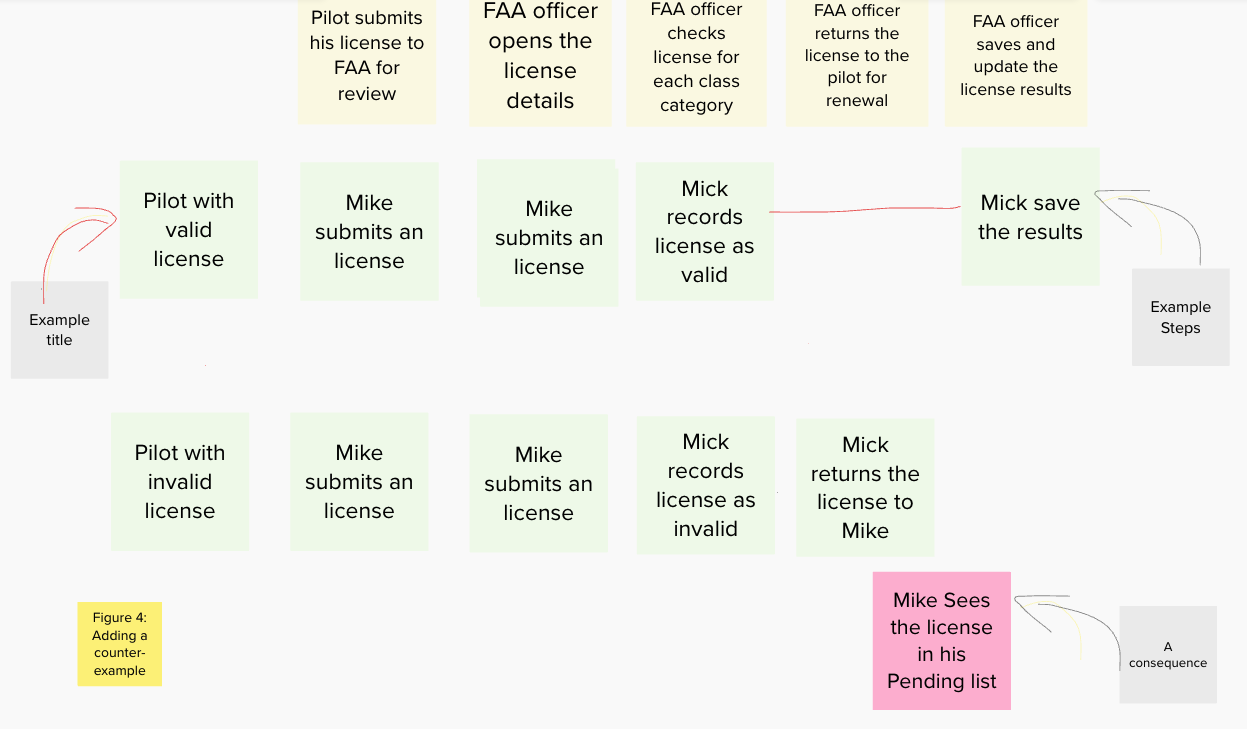 Pilot submits
his license to
FAA for
review
FAA officer
opens the
license
details
FAA officer
checks
license for
each class
category
FAA officer
returns the
license to the
pilot for
renewal
FAA officer
saves and
update the
license results
Pilot with
valid
license
Mike
submits an
license
Mike
submits an
license
Mick
records
license as
valid
Mick save
the results
Example
title
Example
Steps
Pilot with
invalid
license
Mike
submits an
license
Mike
submits an
license
Mick
records
license as
invalid
Mick
returns the
license to
Mike
Figure 4:
Adding a
counter-
example
Mike Sees
the license
in his
Pending list
A
consequence